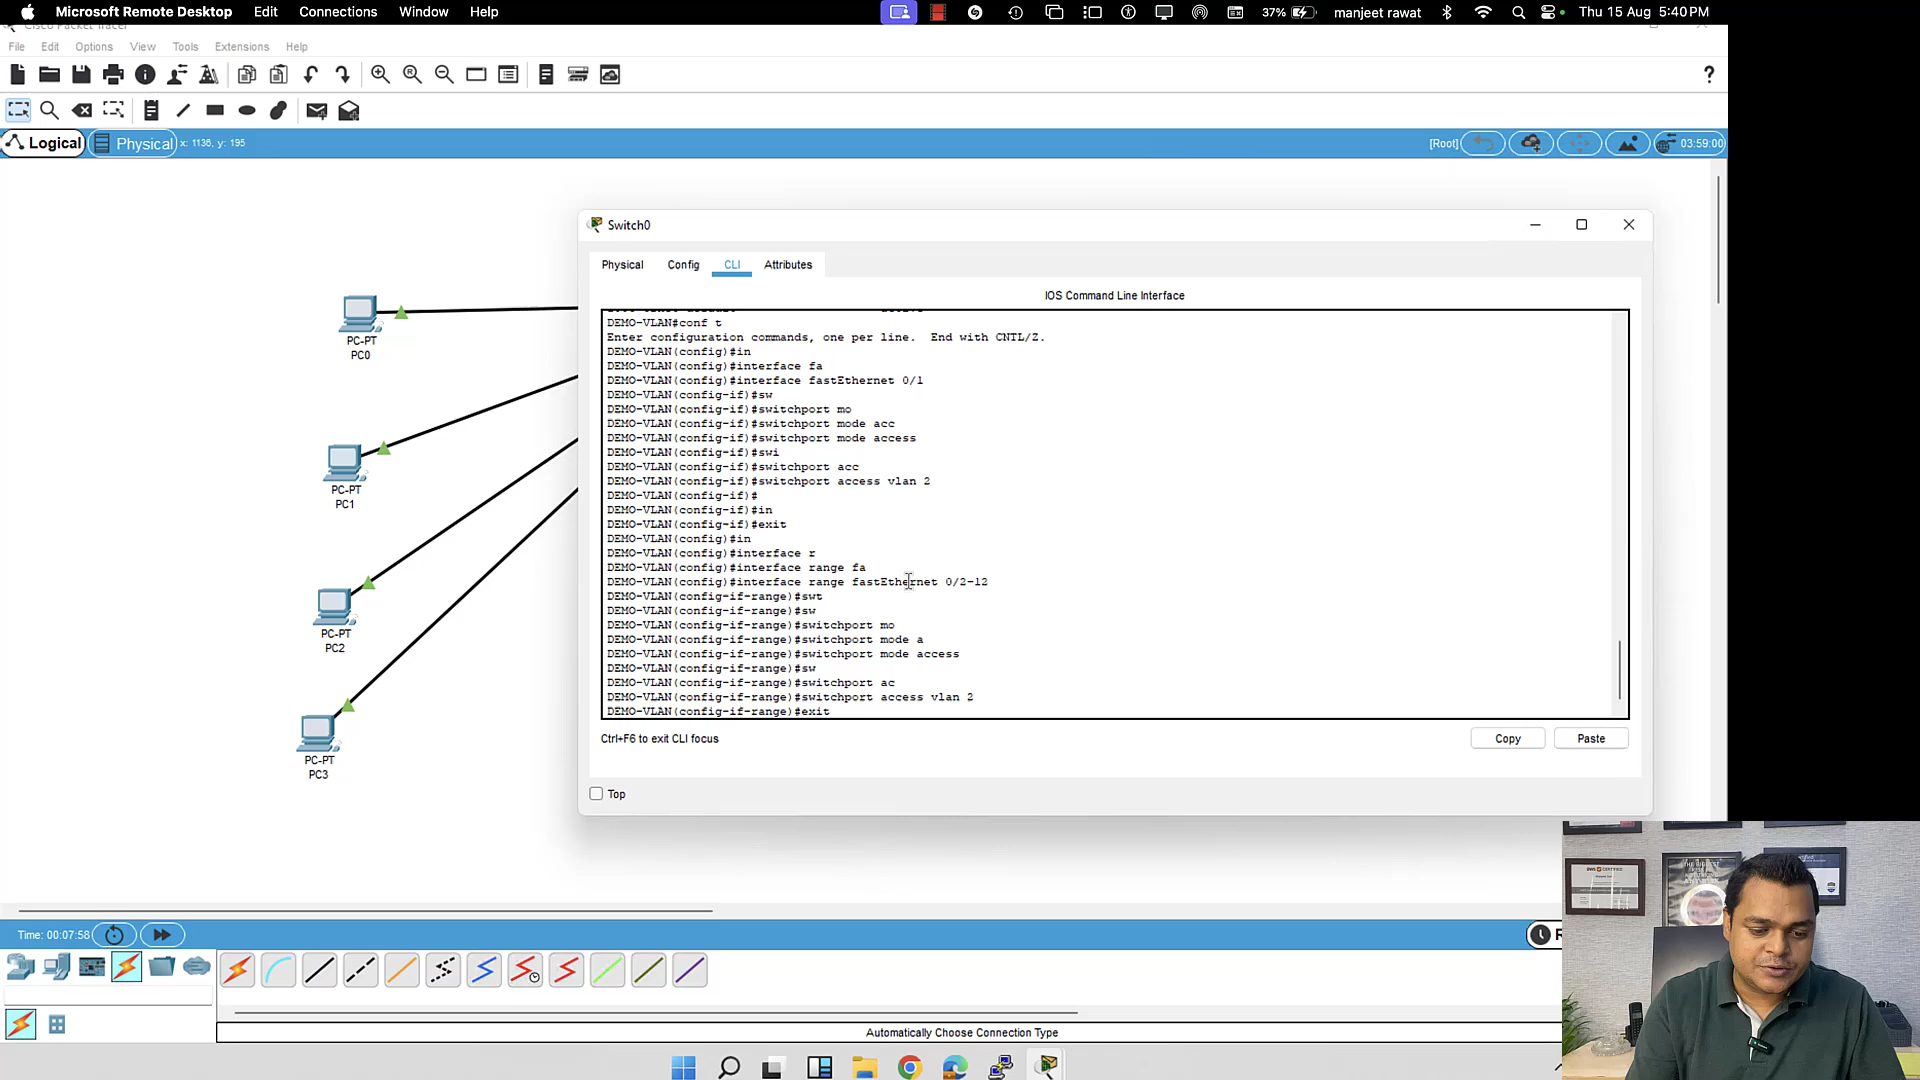 Microsoft Remote Desktop Edit Connections Window Help 37% manjeet rawat Thu 15 Aug 5:40 PM
Cisco Packet Tracer
File Edit Options View Tools Extensions Help
?
Logical Physical x: 1136, y: 195 [Root] 03:59:00
Switch0
Physical Config CLI Attributes
IOS Command Line Interface
DEMO-VLAN#conf t
Enter configuration commands, one per line. End with CNTL/Z.
DEMO-VLAN(config)#in
DEMO-VLAN(config)#interface fa
DEMO-VLAN(config)#interface fastEthernet 0/1
DEMO-VLAN(config-if)#sw
DEMO-VLAN(config-if)#switchport mo
DEMO-VLAN(config-if)#switchport mode acc
DEMO-VLAN(config-if)#switchport mode access
DEMO-VLAN(config-if)#swi
DEMO-VLAN(config-if)#switchport acc
DEMO-VLAN(config-if)#switchport access vlan 2
DEMO-VLAN(config-if)#
DEMO-VLAN(config-if)#in
DEMO-VLAN(config-if)#exit
DEMO-VLAN(config)#in
DEMO-VLAN(config)#interface r
DEMO-VLAN(config)#interface range fa
DEMO-VLAN(config)#interface range fastEthernet 0/2-12
DEMO-VLAN(config-if-range)#swt
DEMO-VLAN(config-if-range)#sw
DEMO-VLAN(config-if-range)#switchport mo
DEMO-VLAN(config-if-range)#switchport mode a
DEMO-VLAN(config-if-range)#switchport mode access
DEMO-VLAN(config-if-range)#sw
DEMO-VLAN(config-if-range)#switchport ac
DEMO-VLAN(config-if-range)#switchport access vlan 2
DEMO-VLAN(config-if-range)#exit
Ctrl+F6 to exit CLI focus
Copy Paste
Top
PC-PT
PC0
PC-PT
PC1
PC-PT
PC2
PC-PT
PC3
Time: 00:07:58
R
Automatically Choose Connection Type